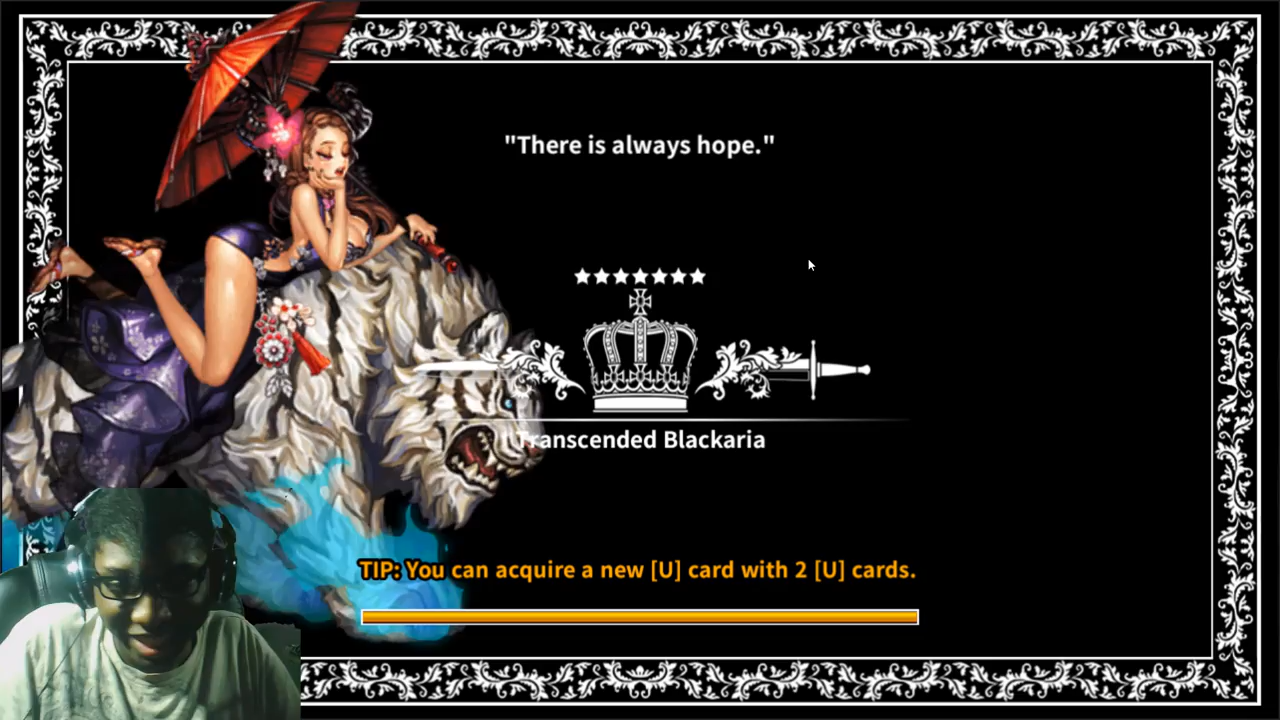 "There is always hope."
Transcended Blackaria
TIP: You can acquire a new [U] card with 2 [U] cards.